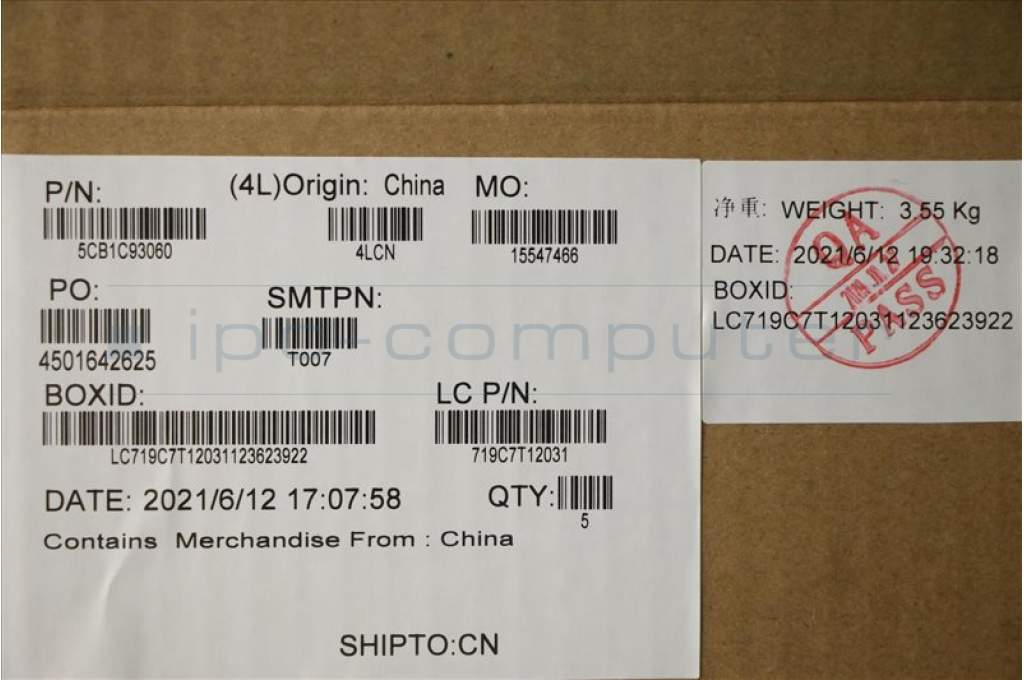 P/N: (4L)Origin: China MO:
5CB1C93060 4LCN 15547466
PO: SMTPN:
4501642625 T007
BOXID: LC P/N:
LC719C7T12031123623922 719C7T12031
DATE: 2021/6/12 17:07:58 QTY:
5
Contains Merchandise From : China
SHIPTO:CN
净重: WEIGHT: 3.55 Kg
DATE: 2021/6/12 19:32:18
BOXID:
LC719C7T12031123623922
QA
PASS
ipc-computer